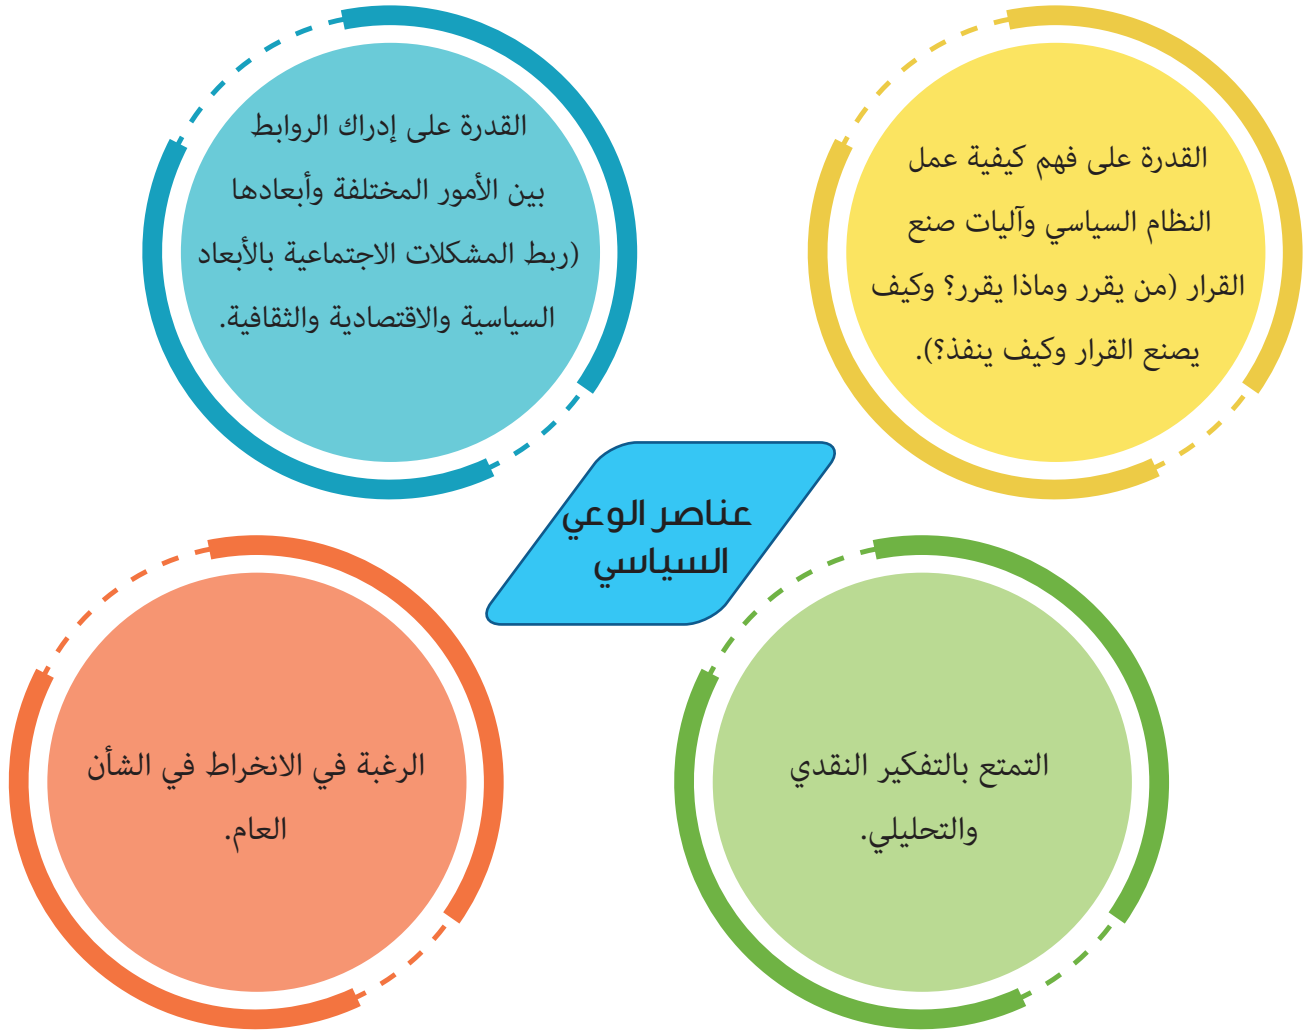 القدرة على فهم كيفية عمل
النظام السياسي وآليات صنع
القرار (من يقرر وماذا يقرر؟ وكيف
يصنع القرار وكيف ينفذ؟).
القدرة على إدراك الروابط
بين الأمور المختلفة وأبعادها
(ربط المشكلات الاجتماعية بالأبعاد
السياسية والاقتصادية والثقافية.
عناصر الوعي
السياسي
التمتع بالتفكير النقدي
والتحليلي.
الرغبة في الانخراط في الشأن
العام.